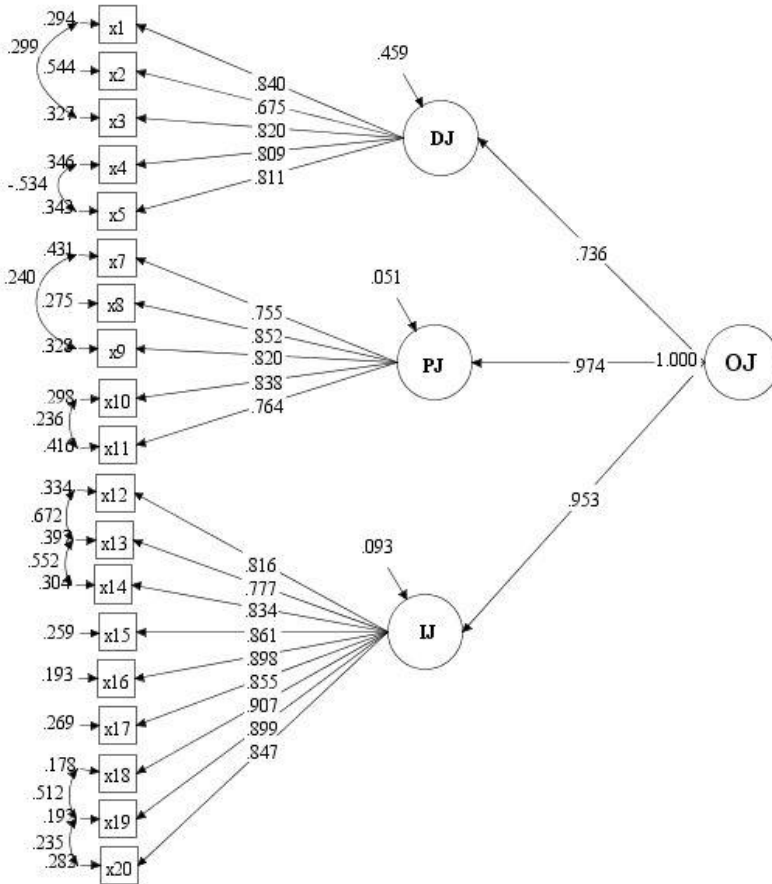 .294 x1
.299
.544 x2
.327 x3
.346 x4
-.534
.343 x5
.840
.675
.820
.809
.811
.459
DJ
.736
.431 x7
.240
.275 x8
.328 x9
.298 x10
.236
.416 x11
.755
.852
.820
.838
.764
.051
PJ
.974
1.000
OJ
.953
.334 x12
.672
.397 x13
.552
.304 x14
.259 x15
.193 x16
.269 x17
.178 x18
.512
.193 x19
.235
.283 x20
.816
.777
.834
.861
.898
.855
.907
.899
.847
.093
IJ